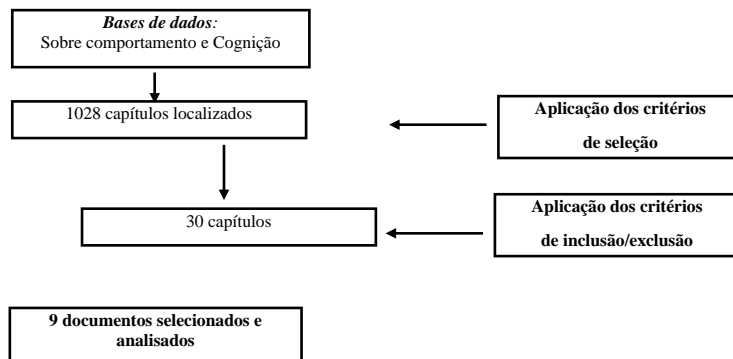 Bases de dados:
Sobre comportamento e Cognição
1028 capítulos localizados
Aplicação dos critérios
de seleção
30 capítulos
Aplicação dos critérios
de inclusão/exclusão
9 documentos selecionados e
analisados